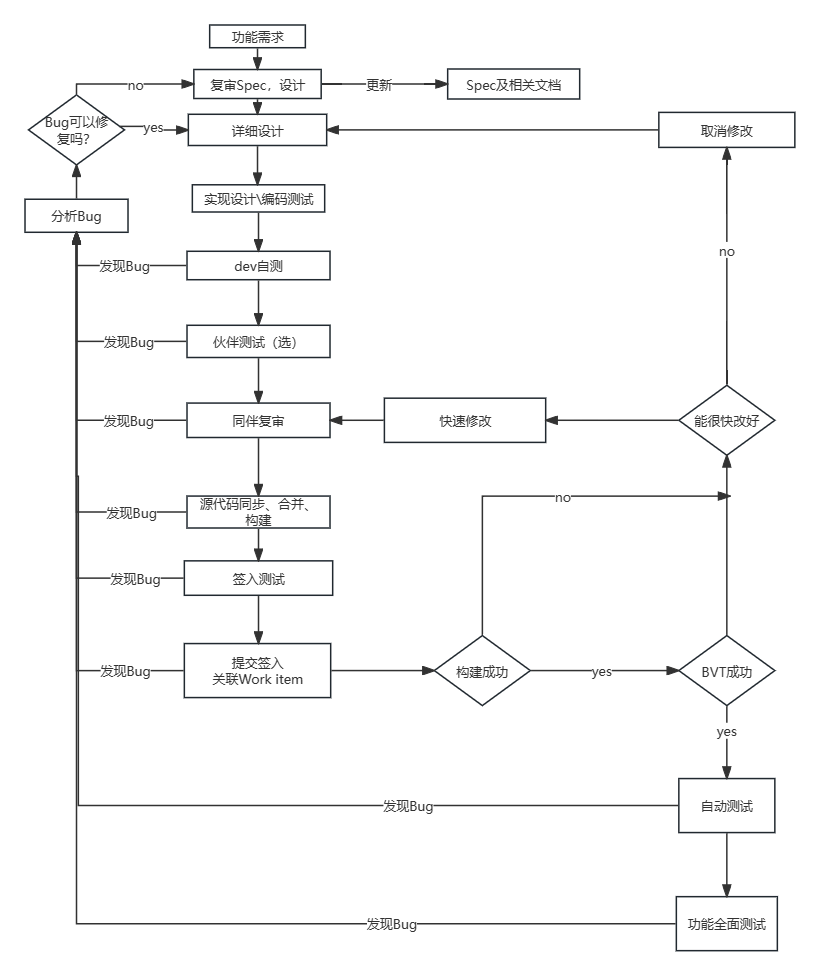 功能需求
复审Spec，设计
更新
Spec及相关文档
no
Bug可以修
复吗?
yes
详细设计
取消修改
实现设计\编码测试
分析Bug
no
发现Bug
dev自测
发现Bug
伙伴测试（选）
发现Bug
同伴复审
快速修改
能很快改好
no
发现Bug
源代码同步、合并、
构建
发现Bug
签入测试
发现Bug
提交签入
关联Work item
构建成功
yes
BVT成功
yes
发现Bug
自动测试
发现Bug
功能全面测试